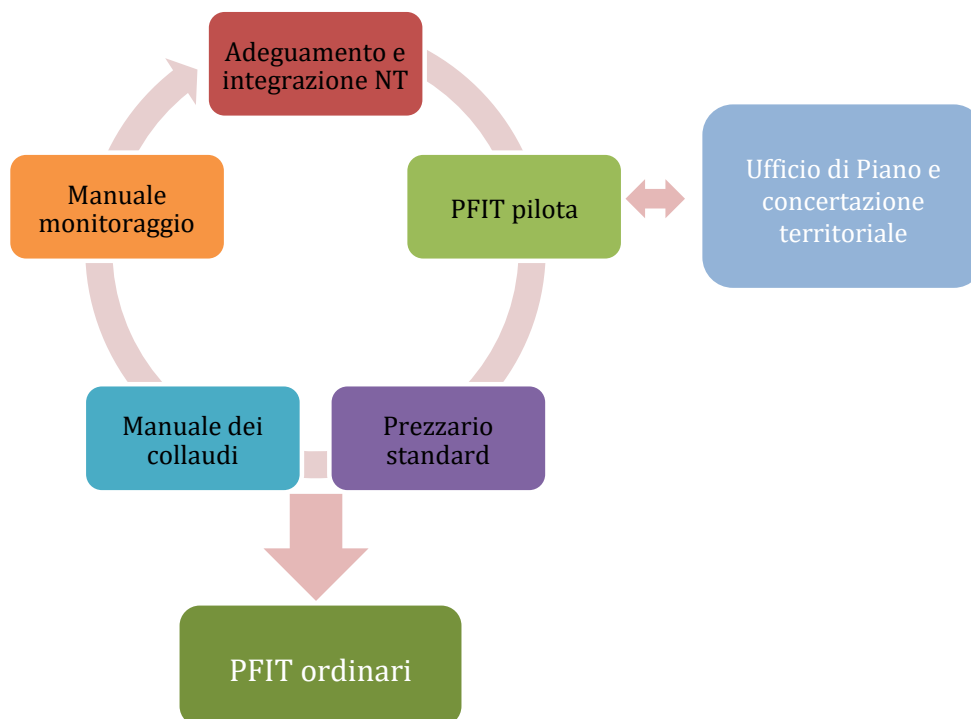 Adeguamento e
integrazione NT
Manuale
monitoraggio
PFIT pilota
Ufficio di Piano e
concertazione
territoriale
Manuale dei
collaudi
Prezzario
standard
PFIT ordinari